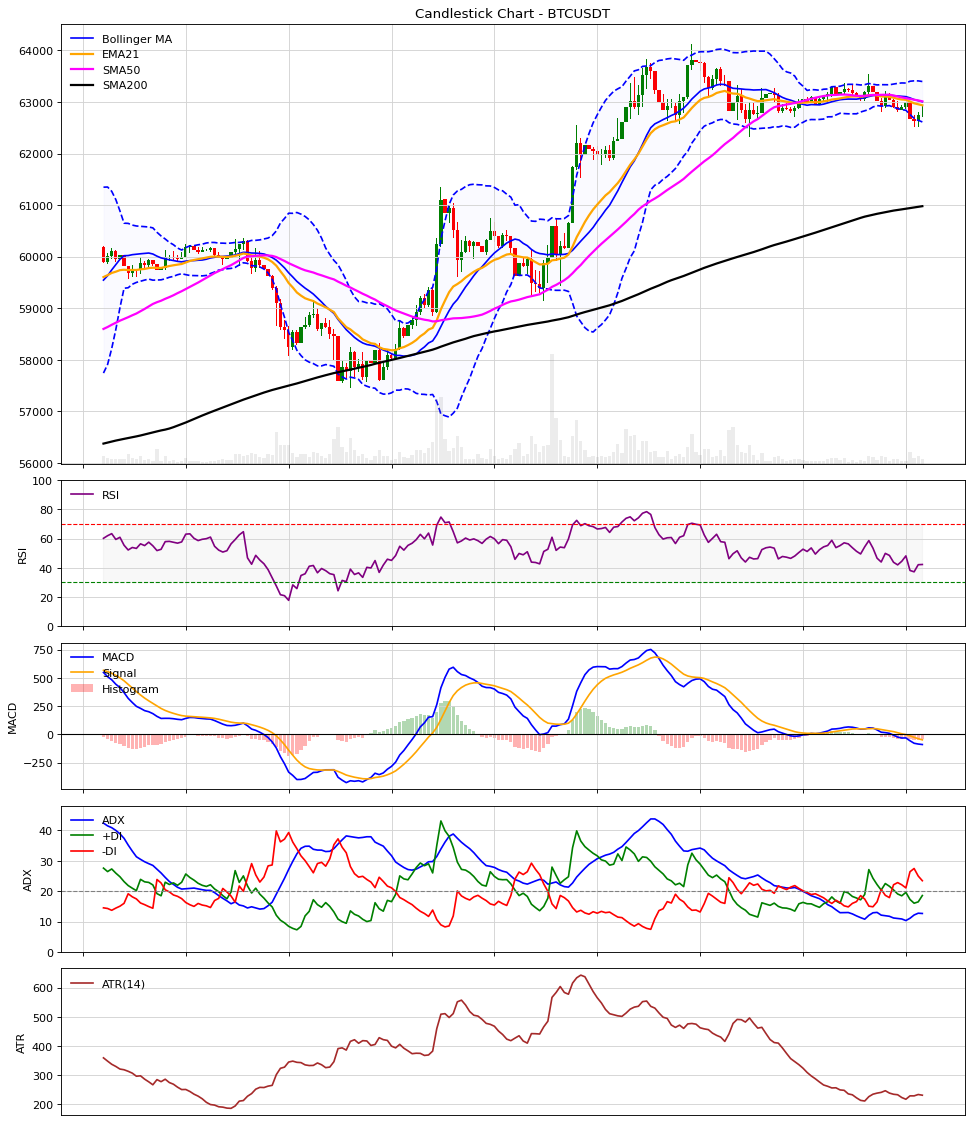 Candlestick Chart - BTCUSDT
Bollinger MA
EMA21
SMA50
SMA200
64000
63000
62000
61000
60000
59000
58000
57000
56000
RSI
RSI
100
80
60
40
20
0
MACD
Signal
Histogram
MACD
750
500
250
0
−250
ADX
+DI
-DI
ADX
40
30
20
10
0
ATR(14)
ATR
600
500
400
300
200